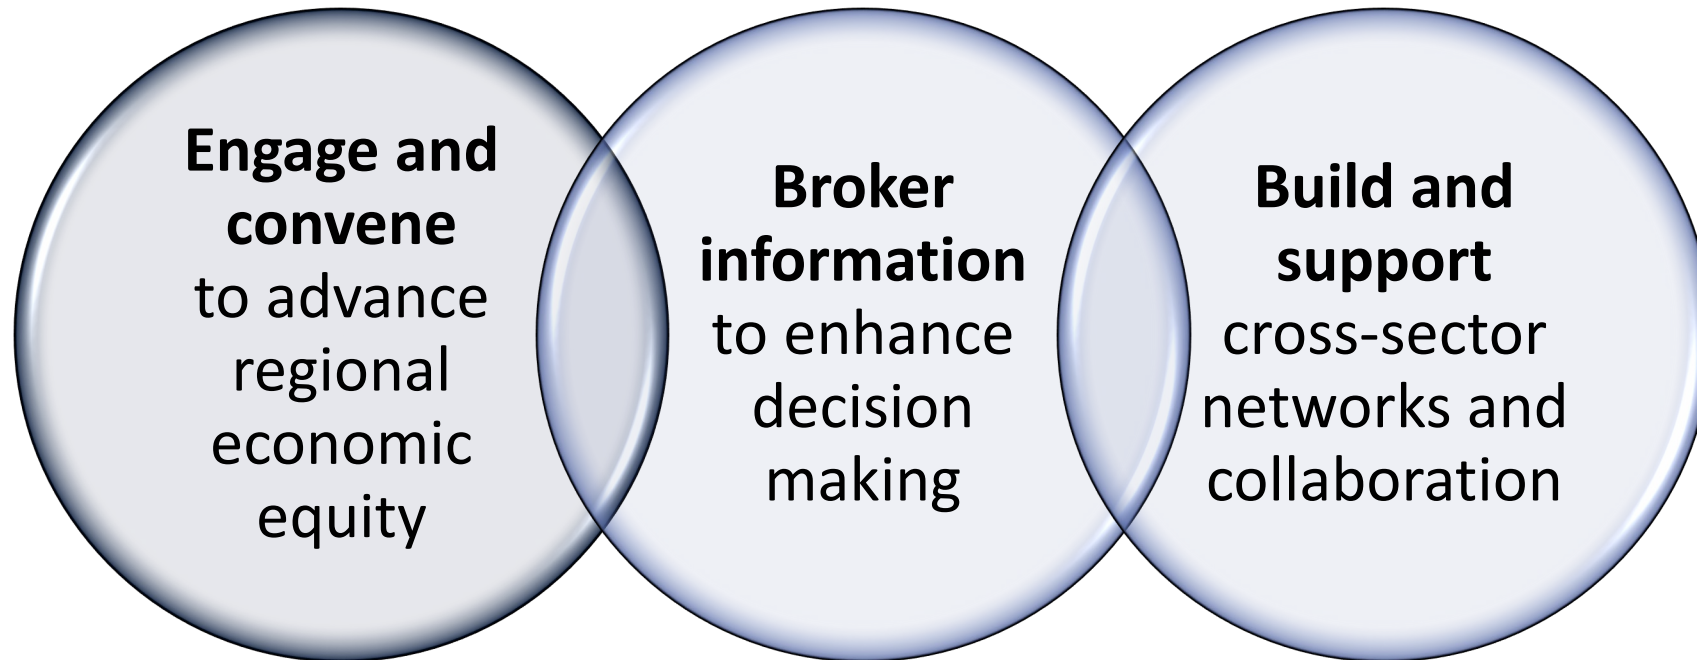 Engage and
convene
to advance
regional
economic
equity
Broker
information
to enhance
decision
making
Build and
support
cross-sector
networks and
collaboration